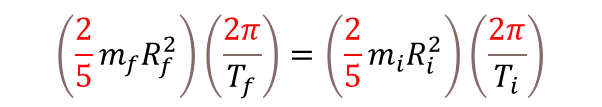 (2/5 m_f R_f^2) (2π/T_f) = (2/5 m_i R_i^2) (2π/T_i)